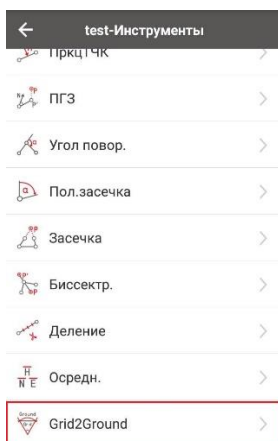 test-Инструменты
ПГЗ
Угол повор.
Пол.засечка
Засечка
Биссектр.
Деление
Осредн.
Grid2Ground